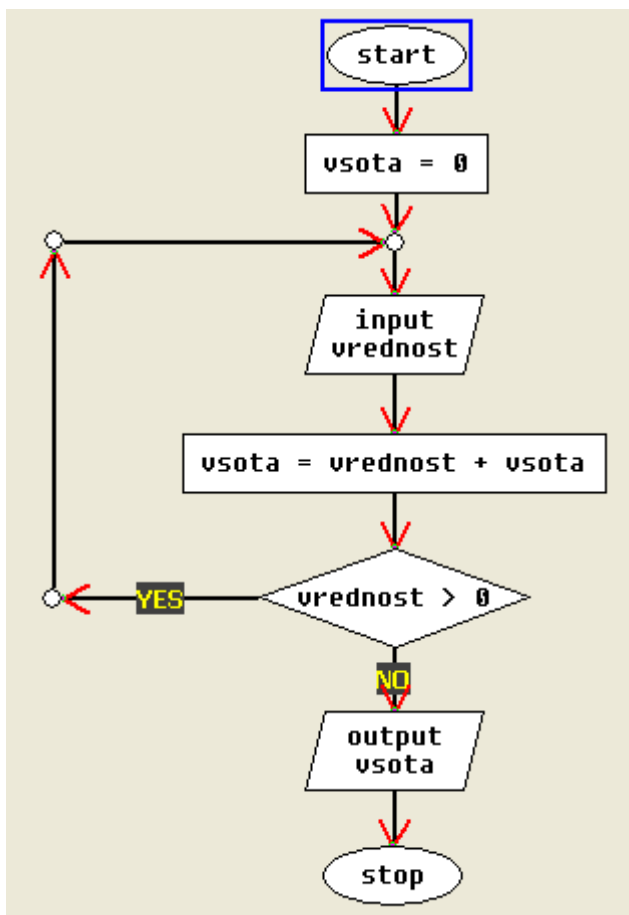 start
vsota = 0
input
vrednost
vsota = vrednost + vsota
vrednost > 0
YES
NO
output
vsota
stop